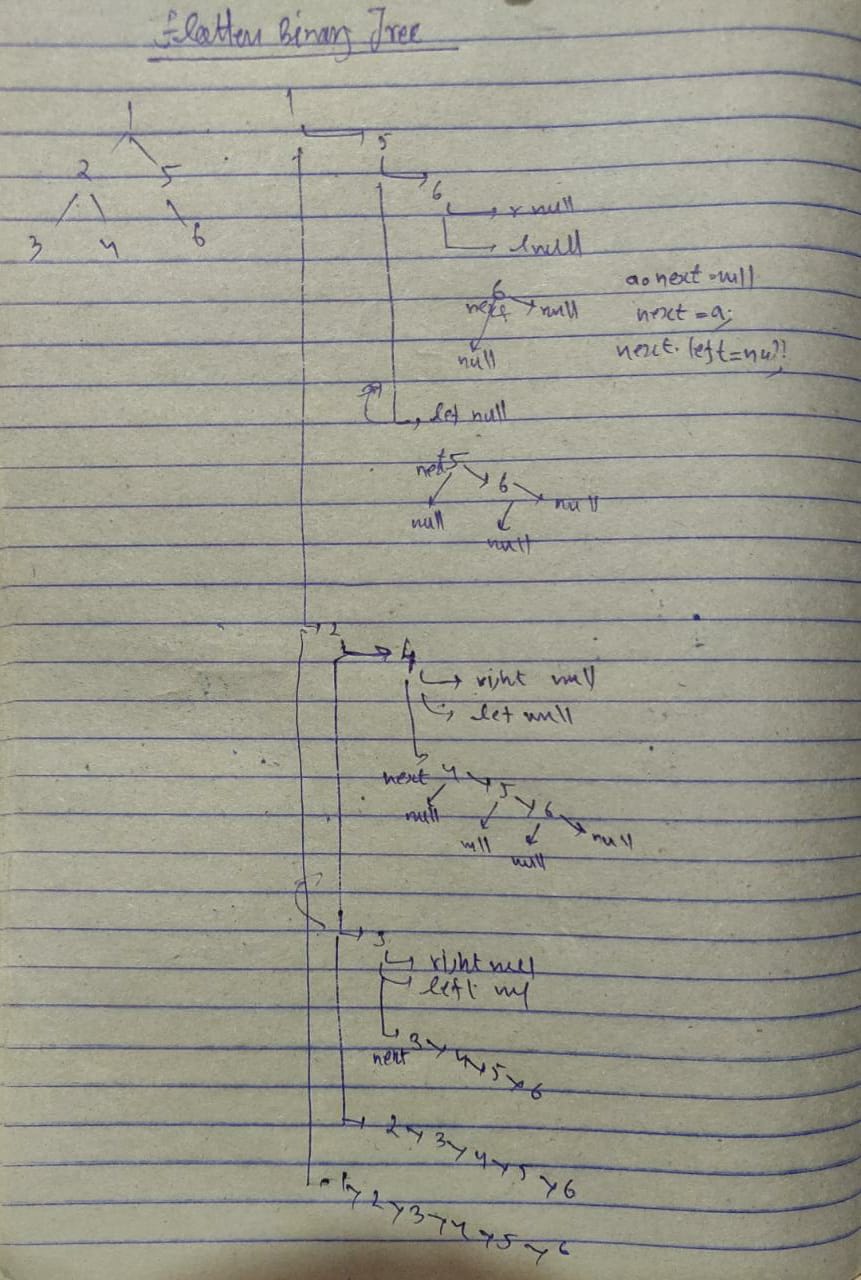 Flatten Binary Tree
1 1
5
2 5
6
r null
3 4 6
l null
a. next = null
6
next null
next = a;
null
next. left = null
let null
next 5
6
null
null
null
2
4
right null
let null
next 4
5
null
6
null
null
null
3
right null
left nul
3
next 4 5 6
2 3 4 5 6
1 2 3 4 5 6